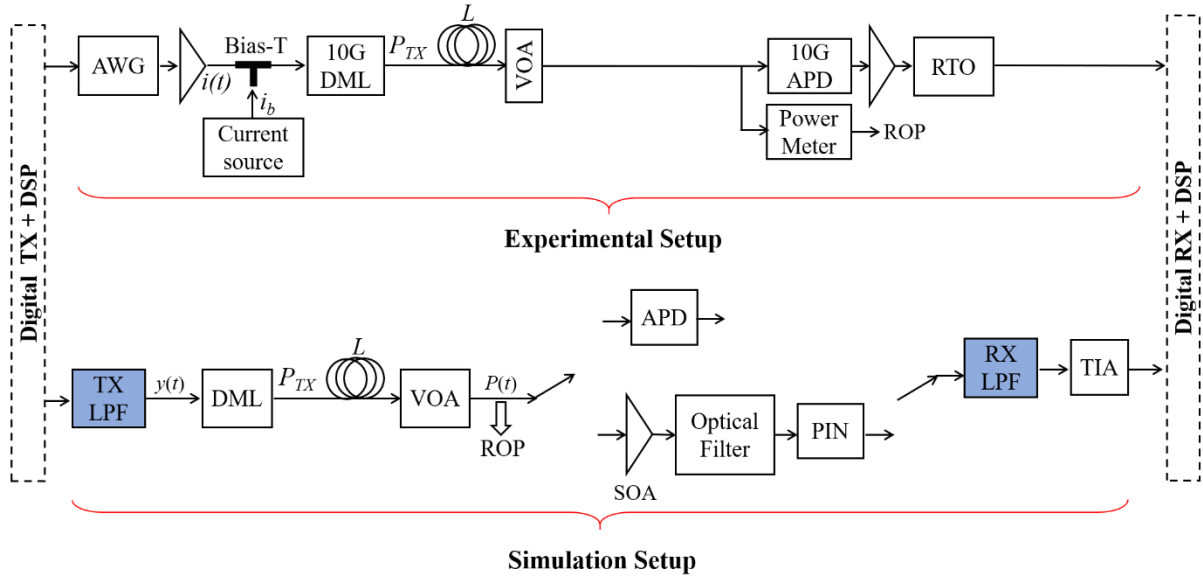 Digital TX + DSP
AWG
i(t)
Bias-T
i_b
Current
source
10G
DML
P_TX
L
VOA
10G
APD
RTO
Power
Meter
ROP
Experimental Setup
TX
LPF
y(t)
DML
P_TX
L
VOA
P(t)
ROP
APD
SOA
Optical
Filter
PIN
RX
LPF
TIA
Simulation Setup
Digital RX + DSP